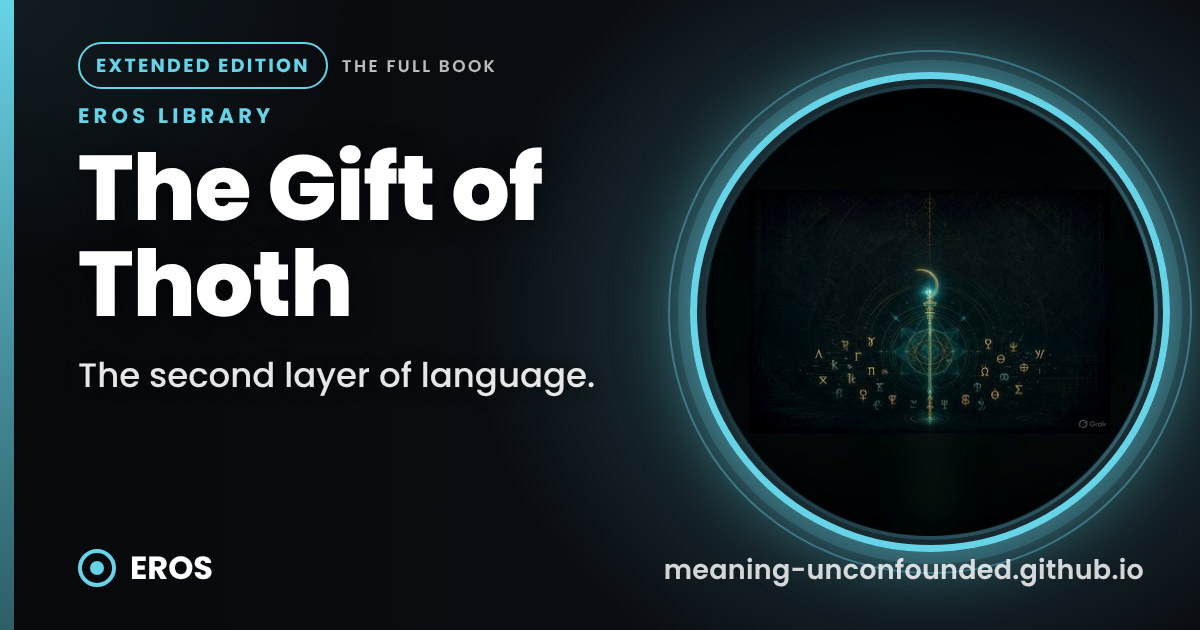 EXTENDED EDITION THE FULL BOOK
EROS LIBRARY
The Gift of
Thoth
The second layer of language.
Grok
EROS
meaning-unconfounded.github.io